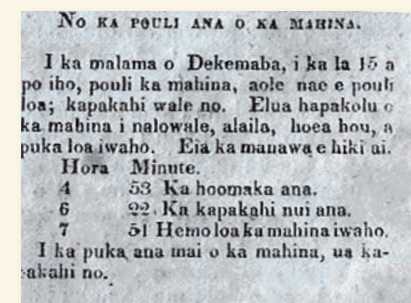 NO KA POULI ANA O KA MAHINA.
I ka malama o Dekemaba, i ka la 15 a
po iho, pouli ka mahina, aole nae e pouli
loa; kapakahi wale no. Elua hapakolu o
ka mahina i nalowale, alaila, hoea hou, a
puka loa iwaho. Eia ka manawa e hiki ai.
Hora Minute.
4 53 Ka hoomaka ana.
6 22 Ka kapakahi nui ana.
7 51 Hemo loa ka mahina iwaho.
I ka puka ana mai o ka mahina, ua ka-
akahi no.